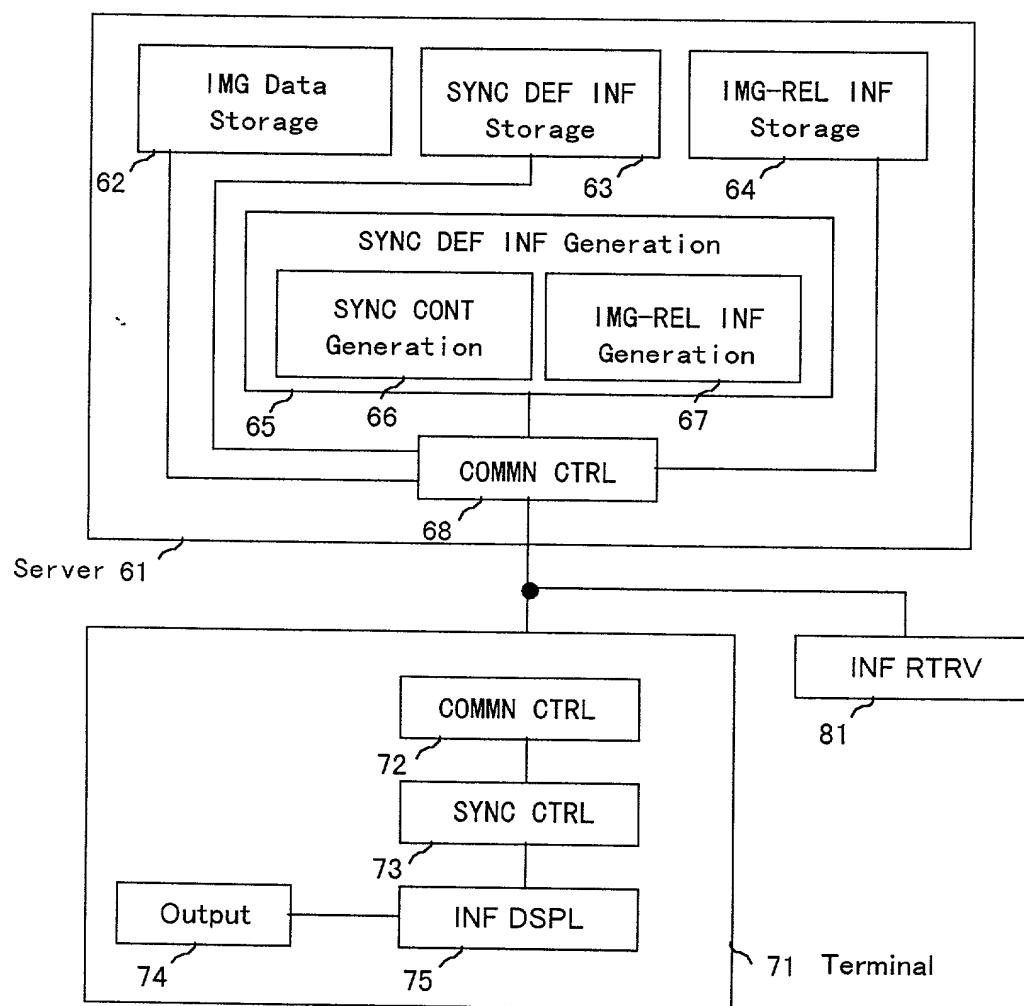 IMG Data
Storage
SYNC DEF INF
Storage
IMG-REL INF
Storage
62
63
64
SYNC DEF INF Generation
SYNC CONT
Generation
IMG-REL INF
Generation
65
66
67
COMMN CTRL
68
Server 61
INF RTRV
81
COMMN CTRL
72
SYNC CTRL
73
Output
INF DSPL
74
75
71 Terminal